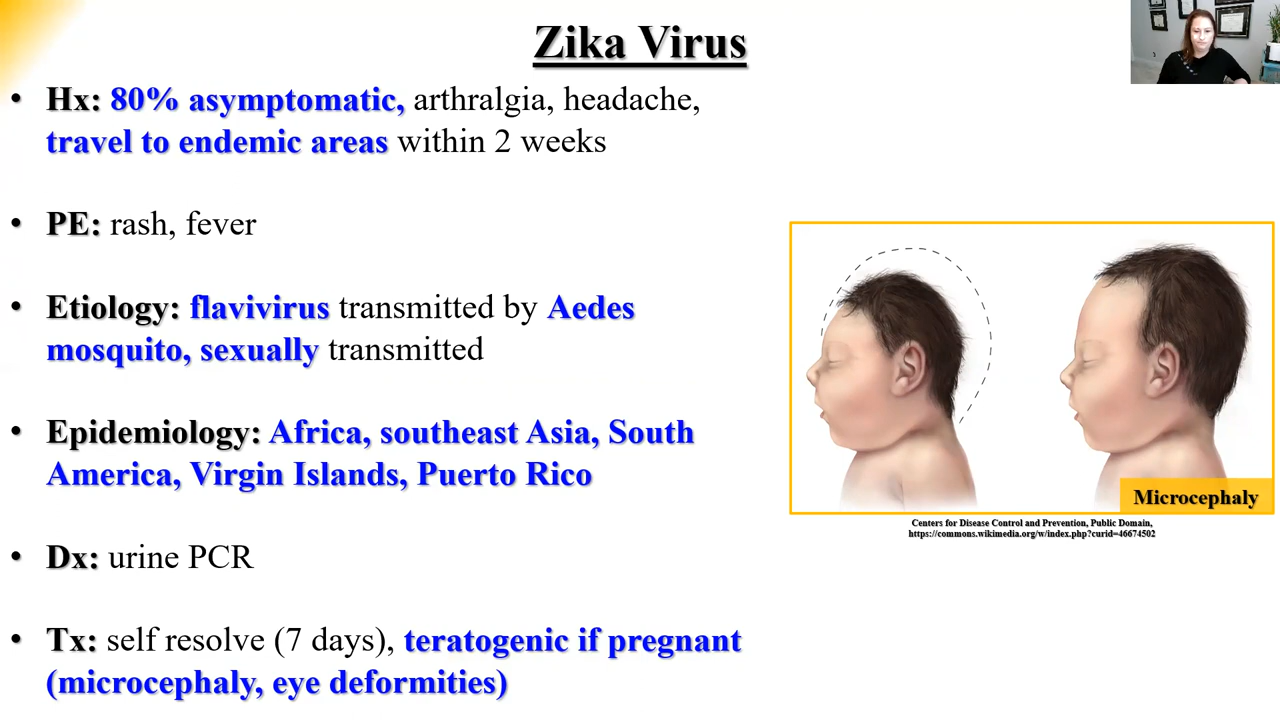 Zika Virus
• Hx: 80% asymptomatic, arthralgia, headache,
travel to endemic areas within 2 weeks
• PE: rash, fever
• Etiology: flavivirus transmitted by Aedes
mosquito, sexually transmitted
• Epidemiology: Africa, southeast Asia, South
America, Virgin Islands, Puerto Rico
• Dx: urine PCR
• Tx: self resolve (7 days), teratogenic if pregnant
(microcephaly, eye deformities)
Microcephaly
Centers for Disease Control and Prevention, Public Domain,
https://commons.wikimedia.org/w/index.php?curid=46674502